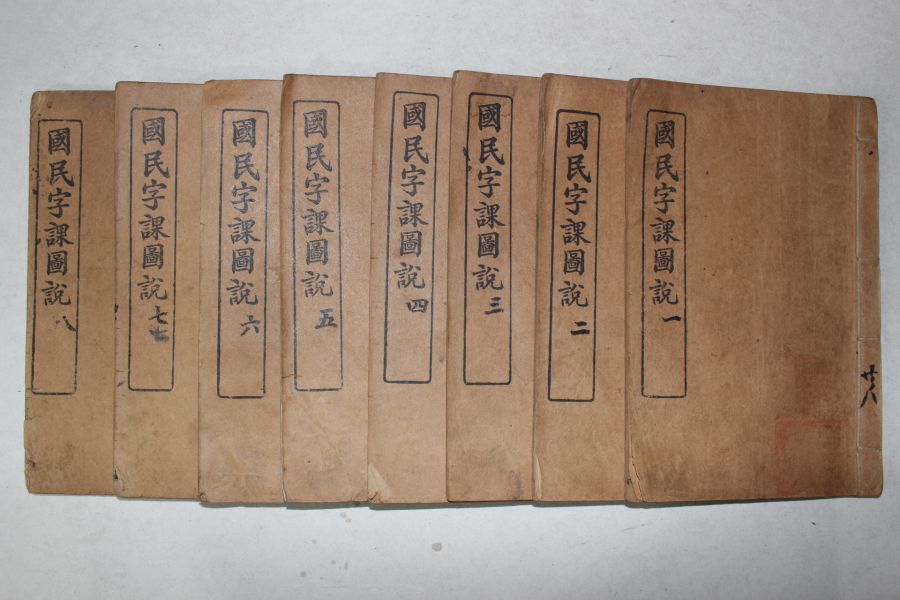 國民字課圖說 一
國民字課圖說 二
國民字課圖說 三
國民字課圖說 四
國民字課圖說 五
國民字課圖說 六
國民字課圖說 七
國民字課圖說 八